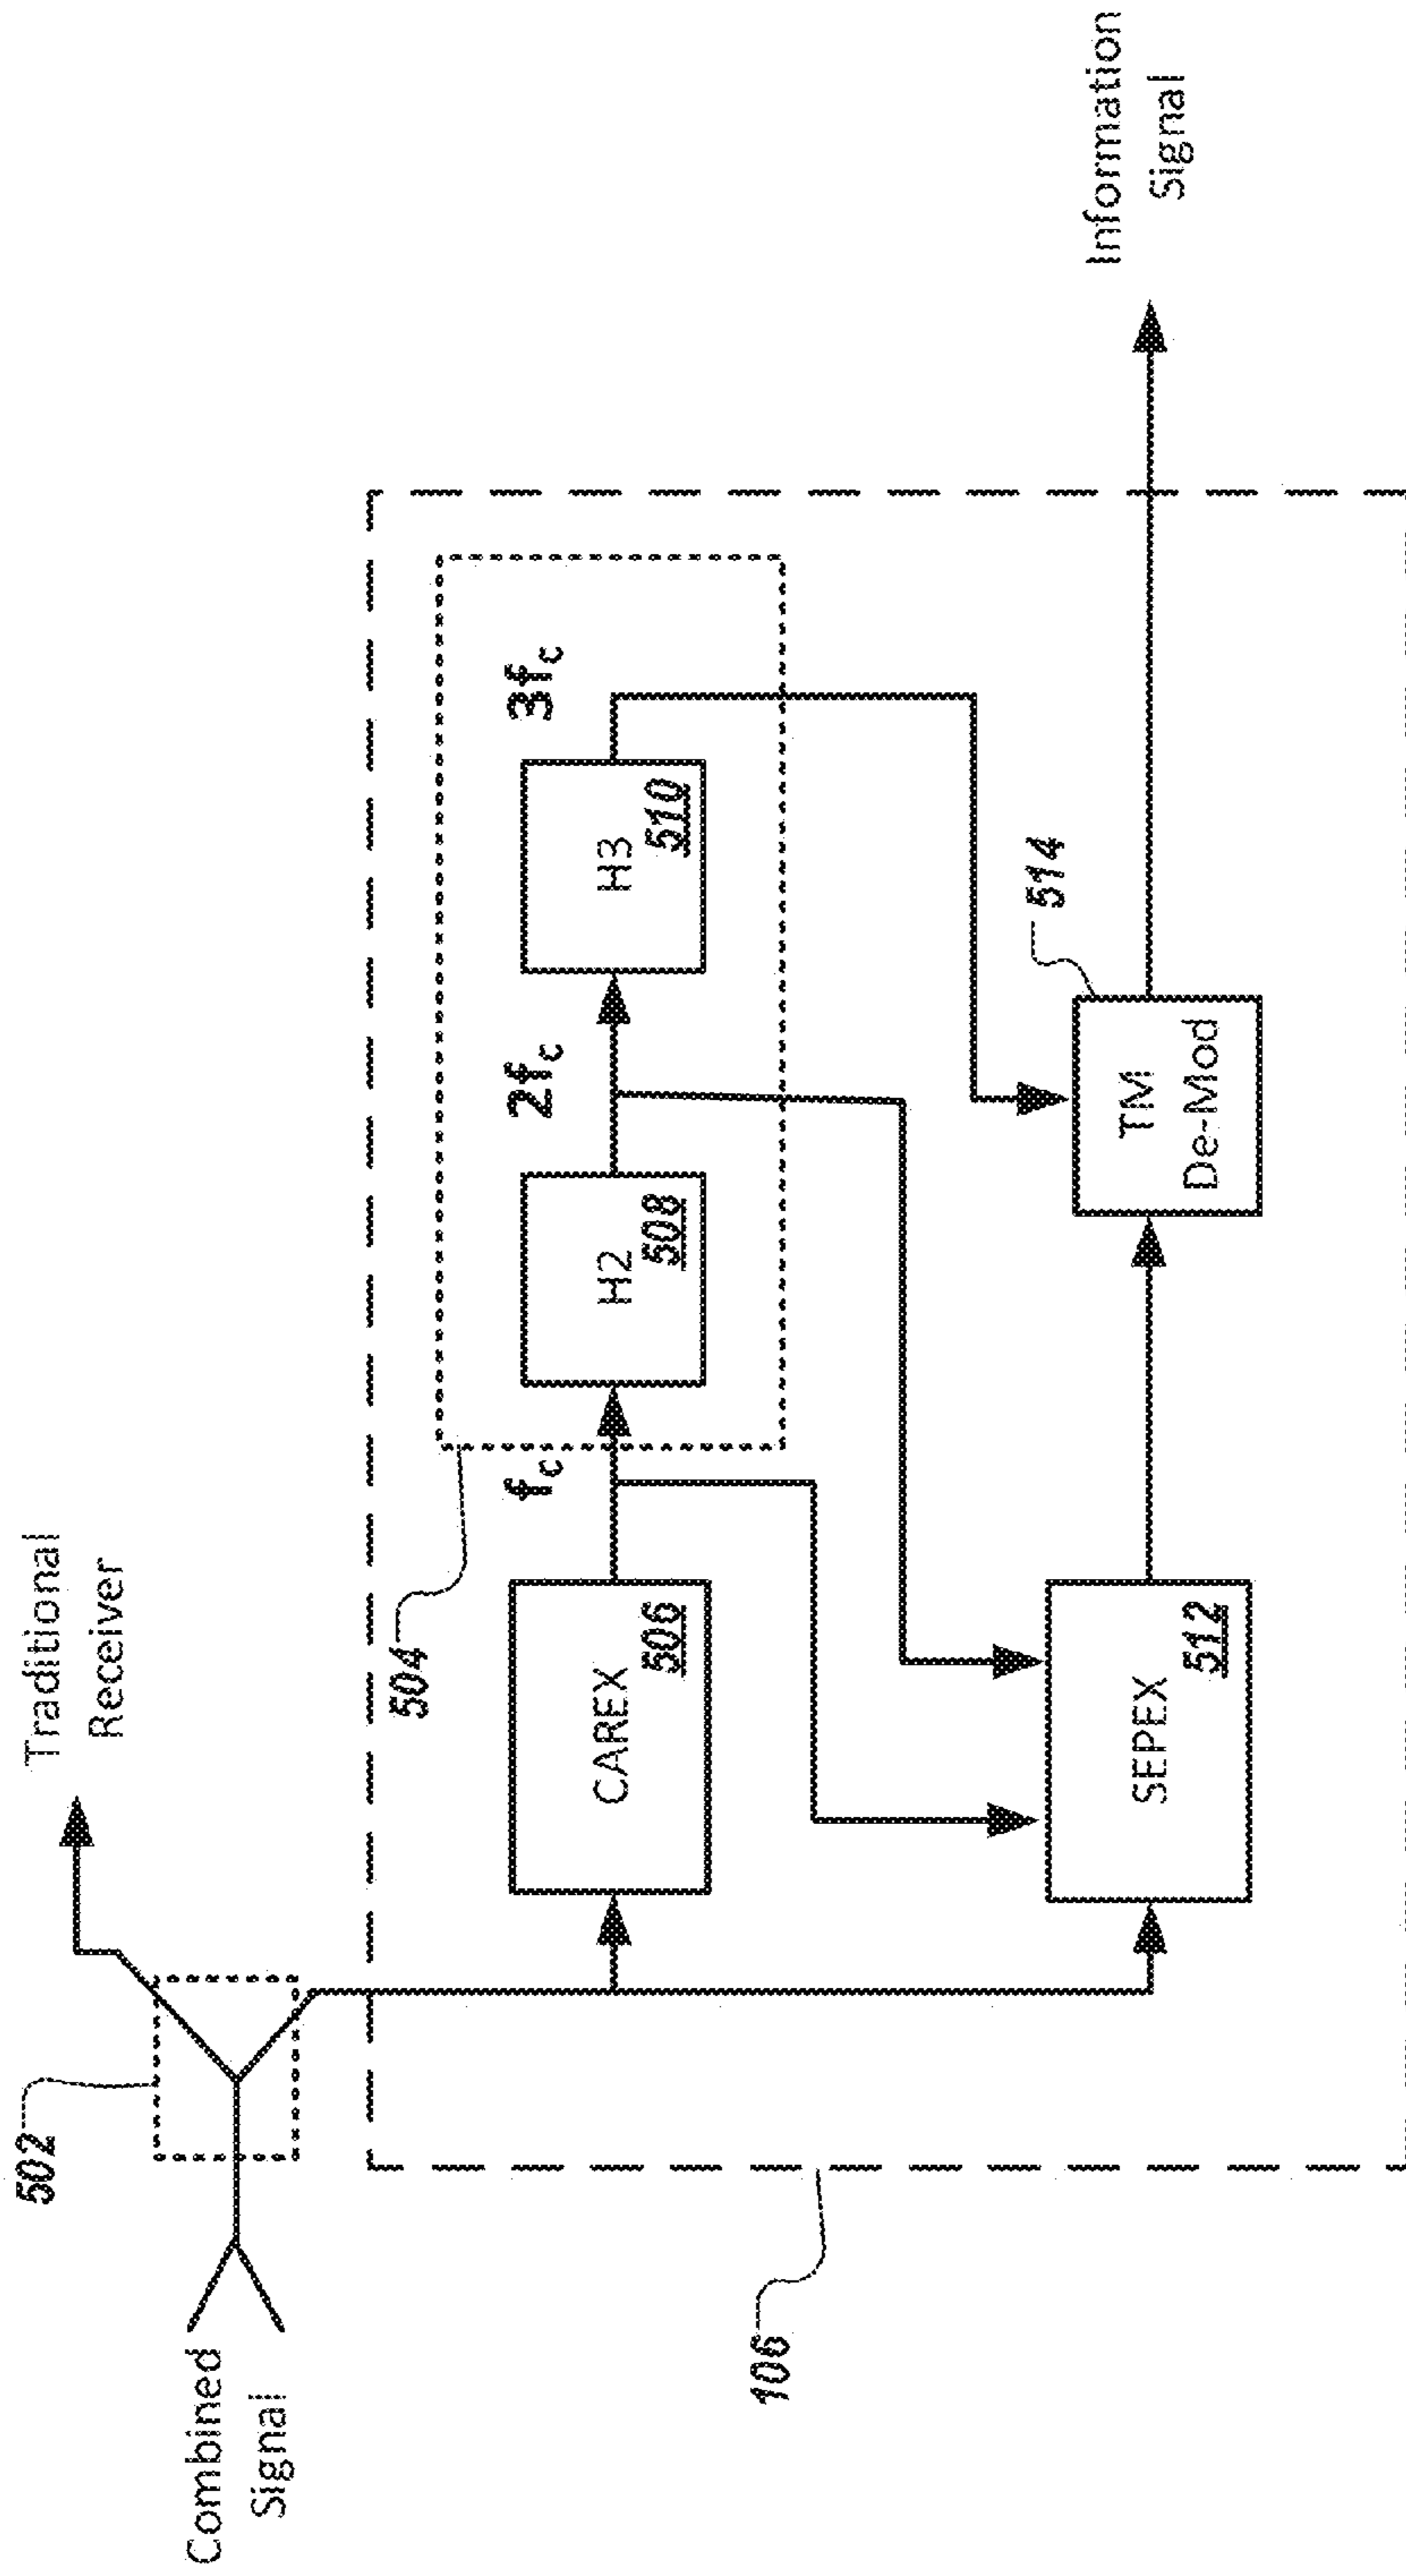 Traditional
Receiver
502
Combined
Signal
504
106
CAREX
506
fc
H2
508
2fc
H3
510
3fc
SEPEX
512
TM
De-Mod
514
Information
Signal